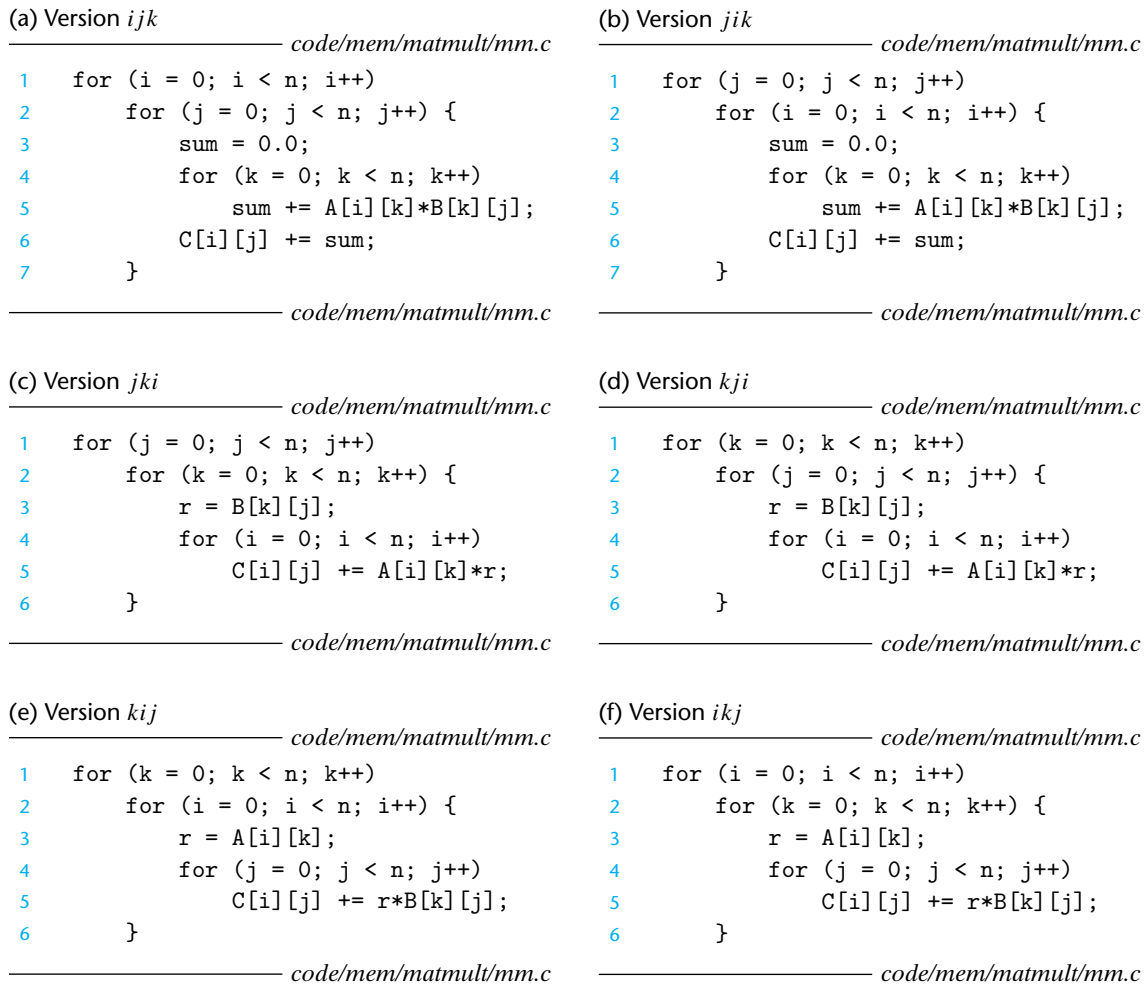 (a) Version ijk
code/mem/matmult/mm.c
1 for (i = 0; i < n; i++)
2     for (j = 0; j < n; j++) {
3         sum = 0.0;
4         for (k = 0; k < n; k++)
5             sum += A[i][k]*B[k][j];
6         C[i][j] += sum;
7     }
code/mem/matmult/mm.c
(b) Version jik
code/mem/matmult/mm.c
1 for (j = 0; j < n; j++)
2     for (i = 0; i < n; i++) {
3         sum = 0.0;
4         for (k = 0; k < n; k++)
5             sum += A[i][k]*B[k][j];
6         C[i][j] += sum;
7     }
code/mem/matmult/mm.c
(c) Version jki
code/mem/matmult/mm.c
1 for (j = 0; j < n; j++)
2     for (k = 0; k < n; k++) {
3         r = B[k][j];
4         for (i = 0; i < n; i++)
5             C[i][j] += A[i][k]*r;
6     }
code/mem/matmult/mm.c
(d) Version kji
code/mem/matmult/mm.c
1 for (k = 0; k < n; k++)
2     for (j = 0; j < n; j++) {
3         r = B[k][j];
4         for (i = 0; i < n; i++)
5             C[i][j] += A[i][k]*r;
6     }
code/mem/matmult/mm.c
(e) Version kij
code/mem/matmult/mm.c
1 for (k = 0; k < n; k++)
2     for (i = 0; i < n; i++) {
3         r = A[i][k];
4         for (j = 0; j < n; j++)
5             C[i][j] += r*B[k][j];
6     }
code/mem/matmult/mm.c
(f) Version ikj
code/mem/matmult/mm.c
1 for (i = 0; i < n; i++)
2     for (k = 0; k < n; k++) {
3         r = A[i][k];
4         for (j = 0; j < n; j++)
5             C[i][j] += r*B[k][j];
6     }
code/mem/matmult/mm.c